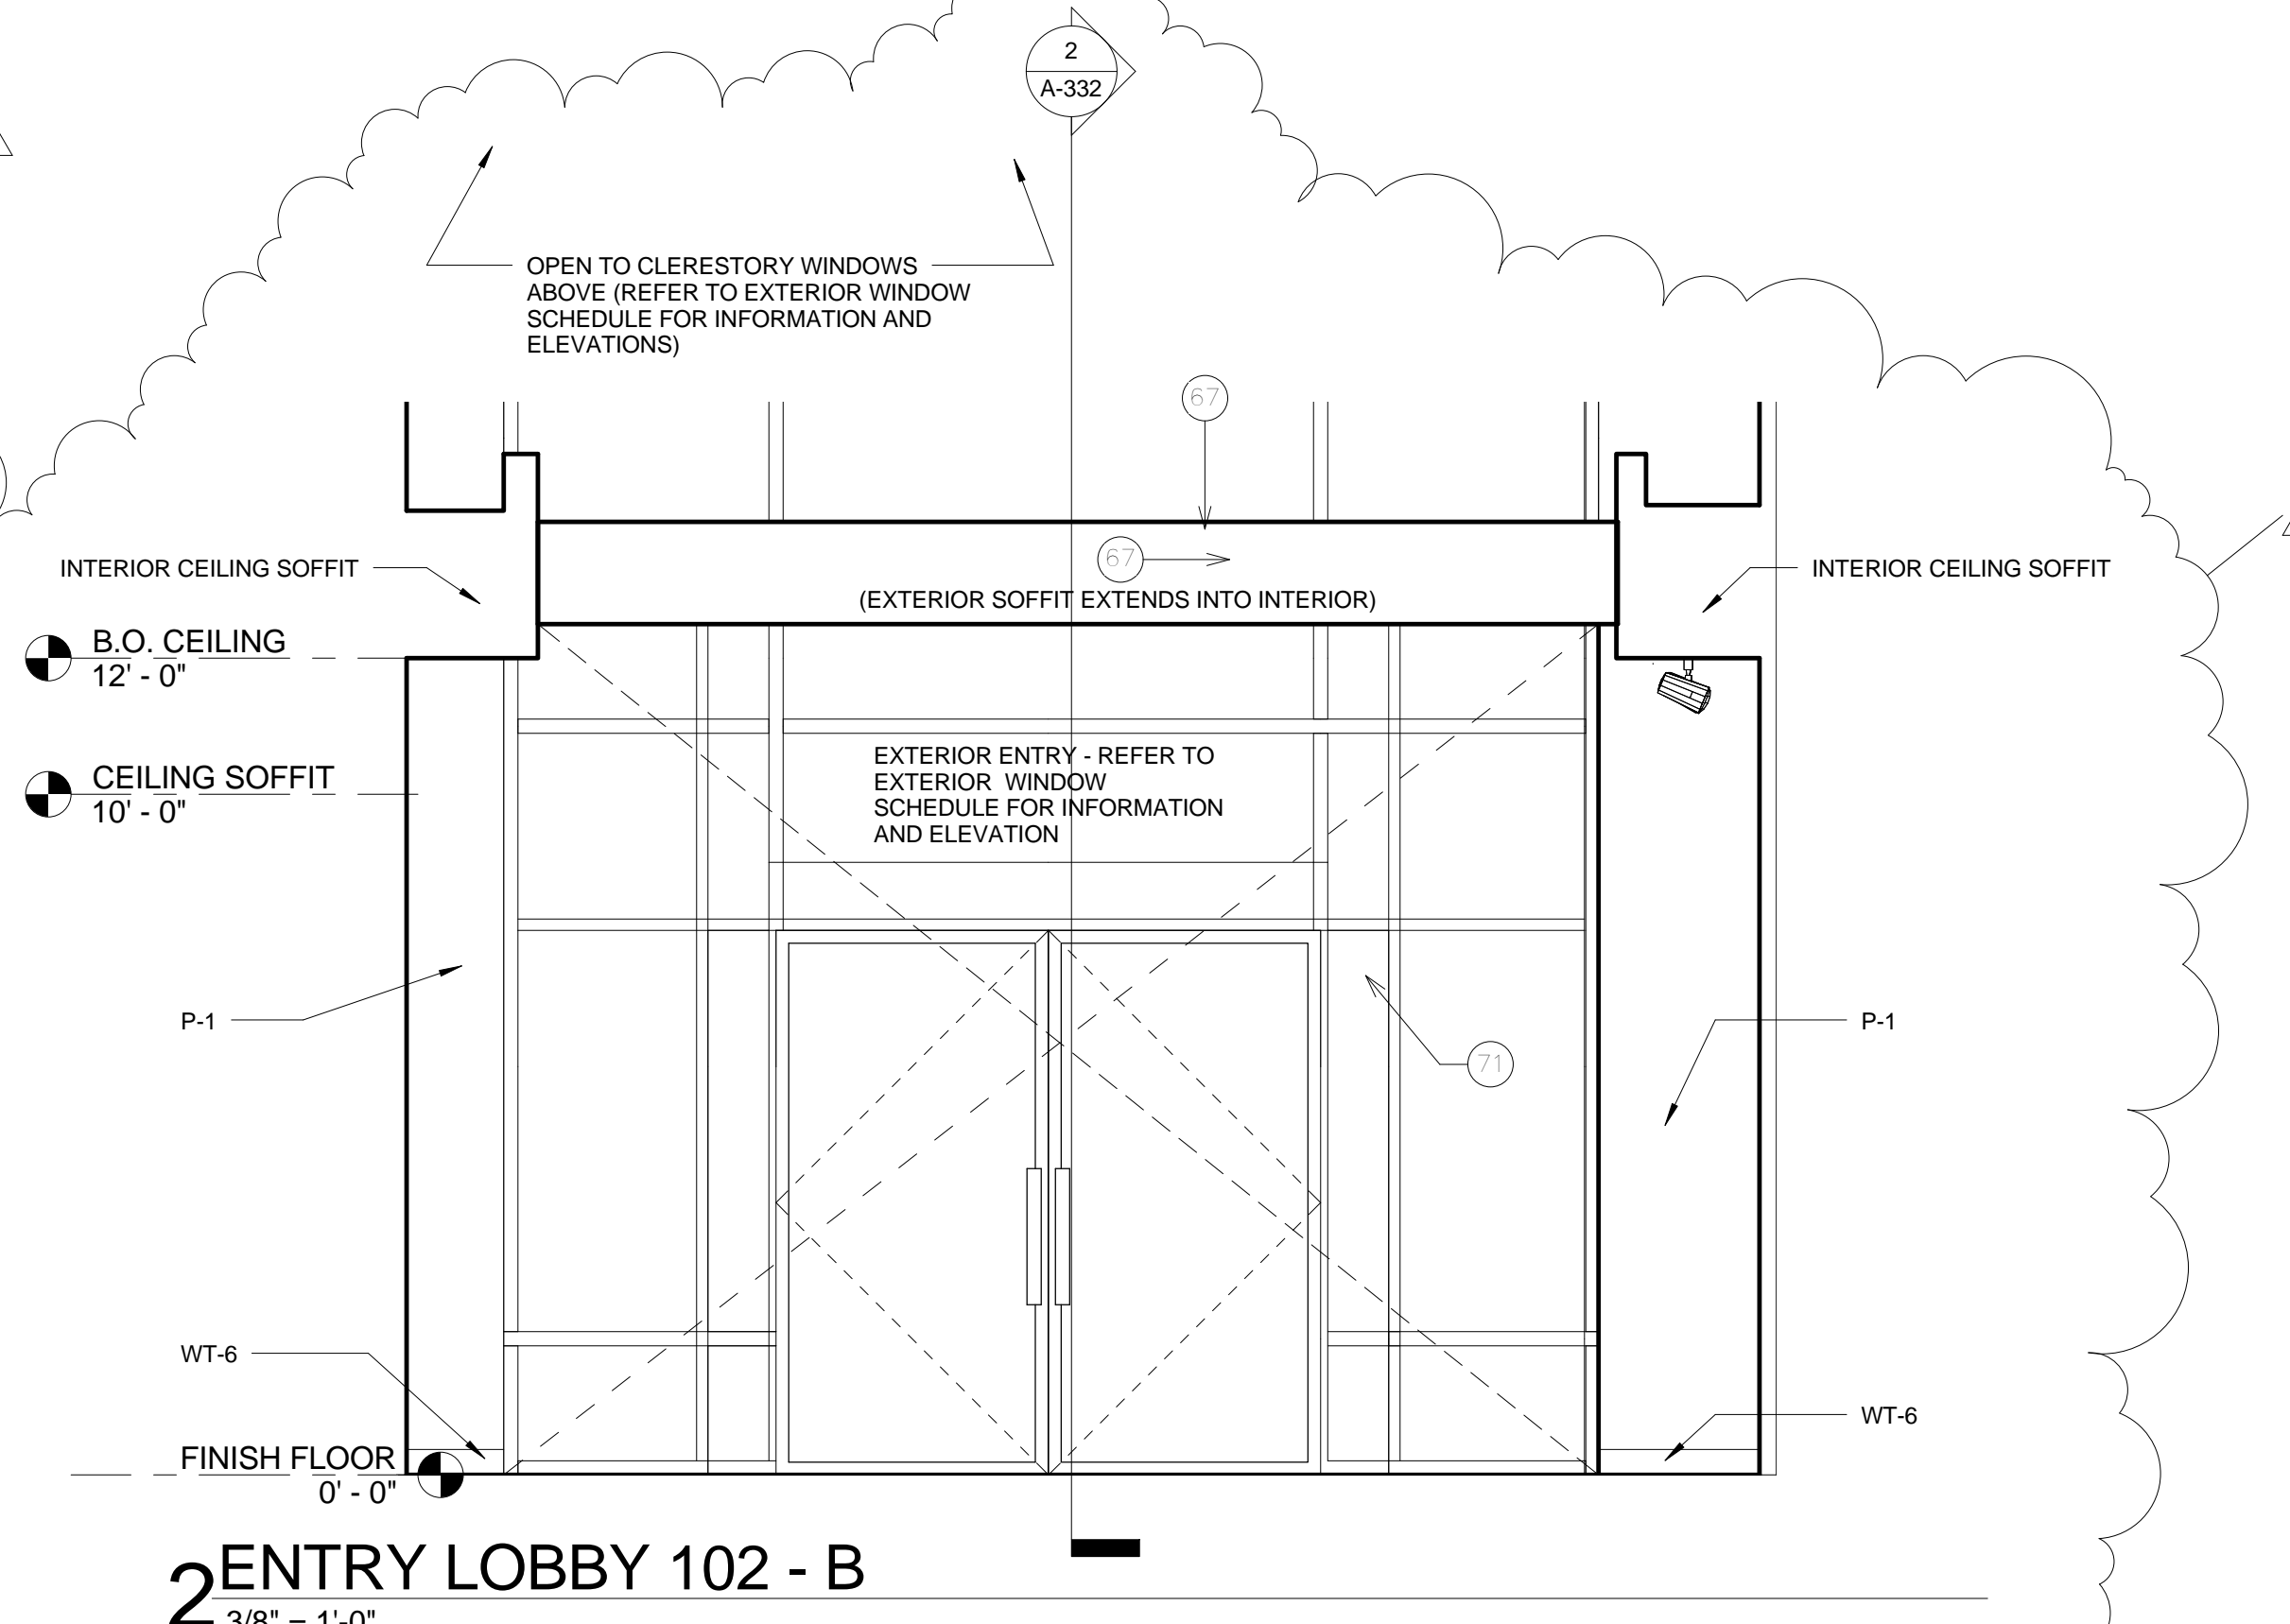 2
A-332
OPEN TO CLERESTORY WINDOWS
ABOVE (REFER TO EXTERIOR WINDOW
SCHEDULE FOR INFORMATION AND
ELEVATIONS)
67
INTERIOR CEILING SOFFIT
67
INTERIOR CEILING SOFFIT
(EXTERIOR SOFFIT EXTENDS INTO INTERIOR)
B.O. CEILING
12' - 0"
EXTERIOR ENTRY - REFER TO
EXTERIOR WINDOW
SCHEDULE FOR INFORMATION
AND ELEVATION
CEILING SOFFIT
10' - 0"
P-1
P-1
71
WT-6
WT-6
FINISH FLOOR
0' - 0"
2
ENTRY LOBBY 102 - B
3/8" = 1'-0"